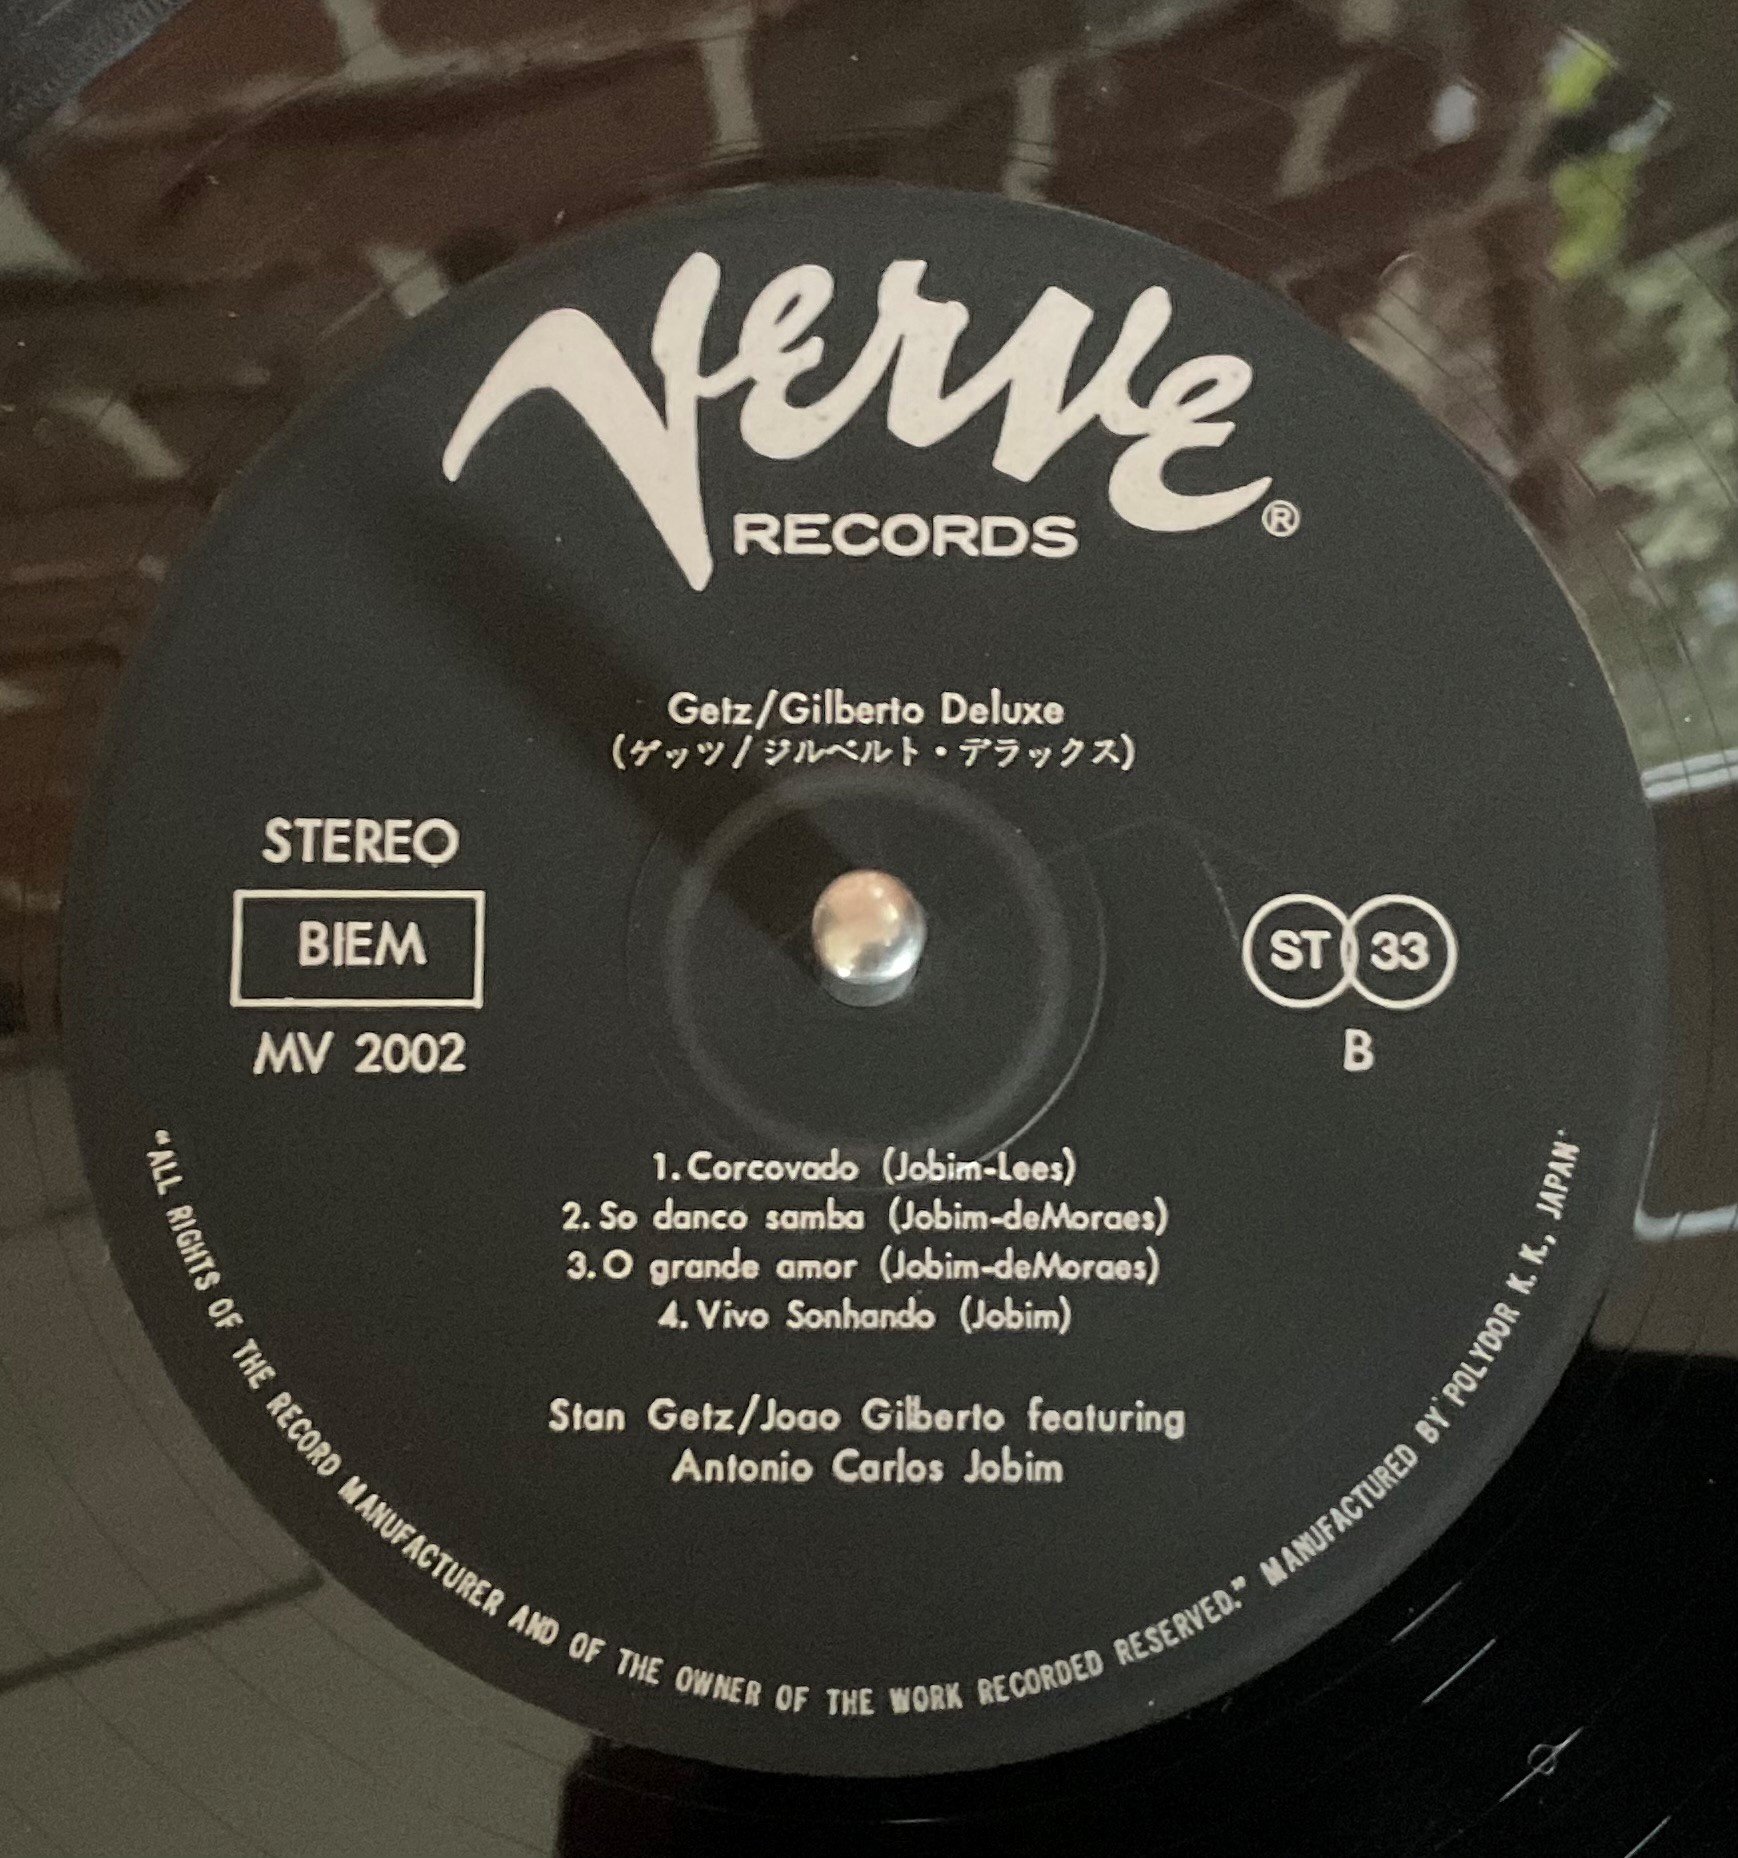 Verve
RECORDS ®
Getz/Gilberto Deluxe
(ゲッツ/ジルベルト・デラックス)
STEREO
BIEM
MV 2002
ST 33
B
1. Corcovado (Jobim-Lees)
2. So danco samba (Jobim-deMoraes)
3. O grande amor (Jobim-deMoraes)
4. Vivo Sonhando (Jobim)
Stan Getz/Joao Gilberto featuring
Antonio Carlos Jobim
"ALL RIGHTS OF THE RECORD MANUFACTURER AND OF THE OWNER OF THE WORK RECORDED RESERVED." MANUFACTURED BY POLYDOR K. K., JAPAN